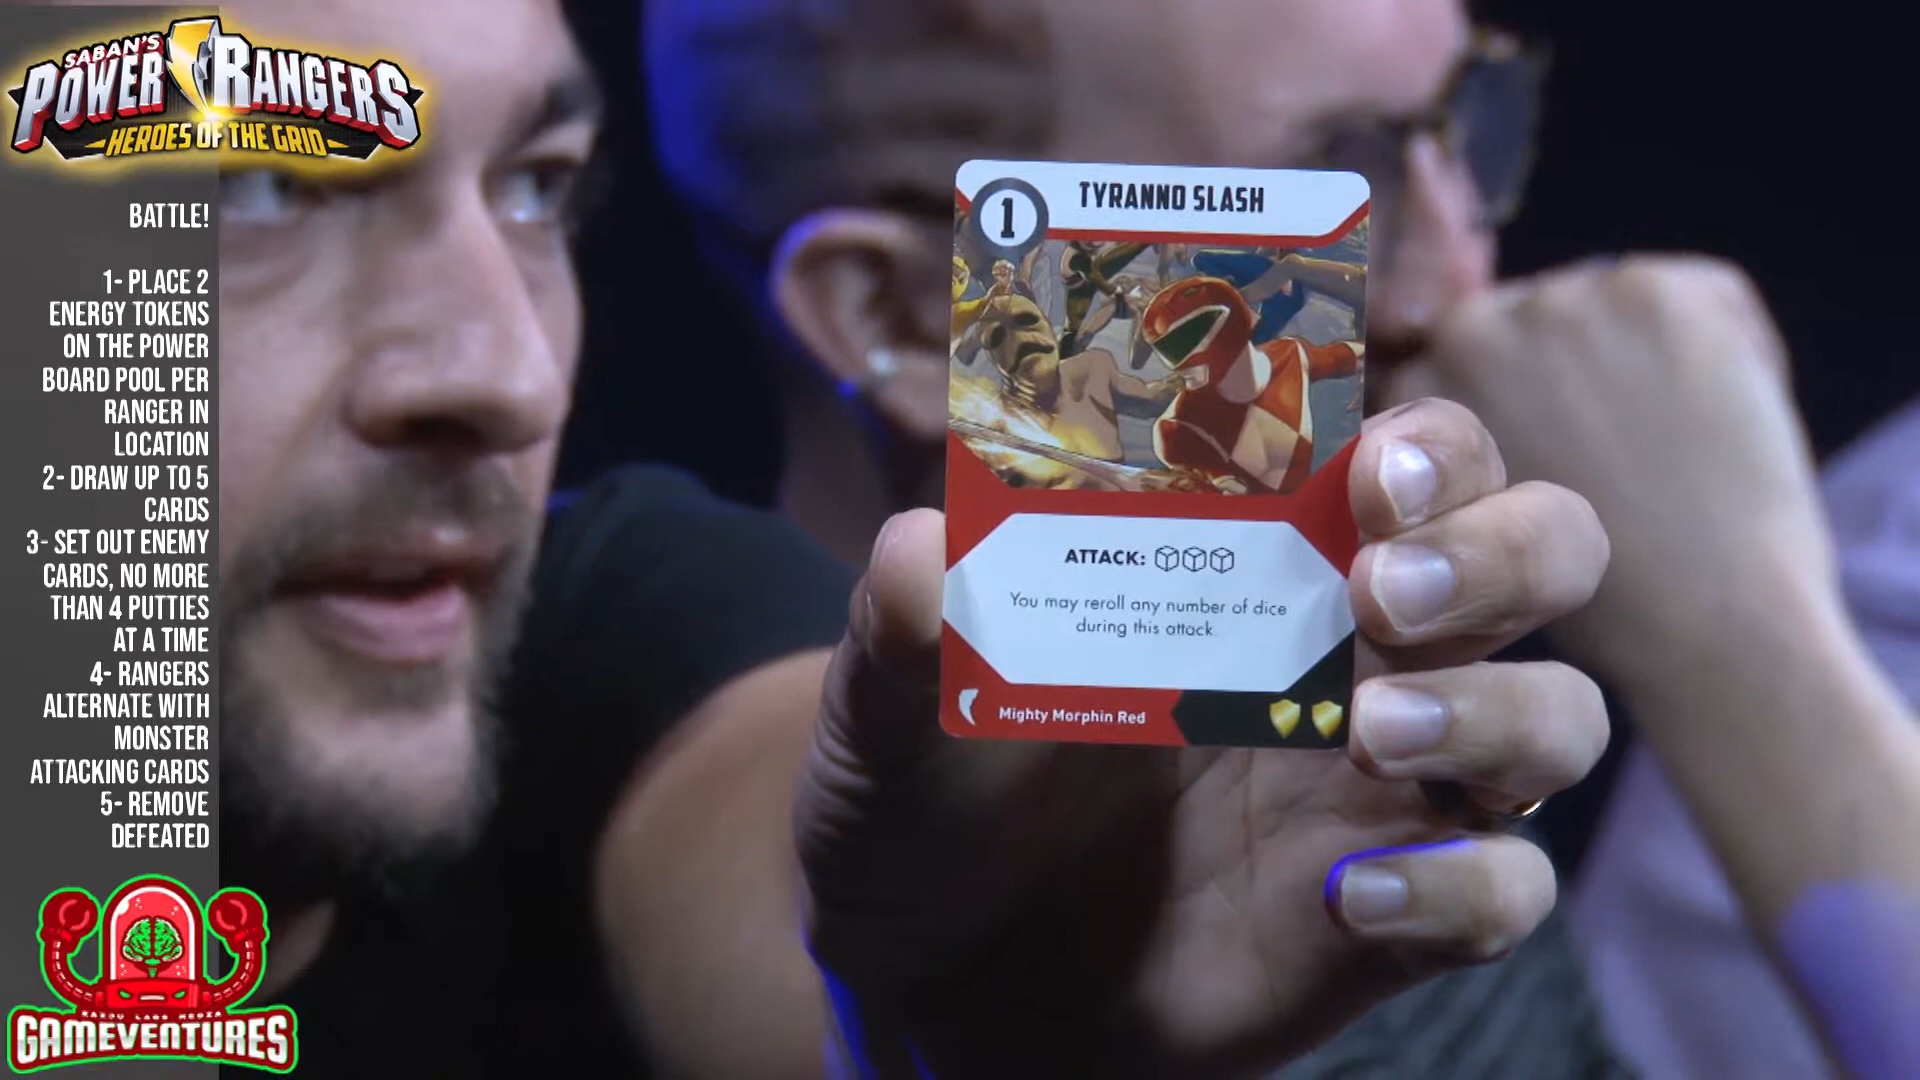 SABAN'S
POWER RANGERS
HEROES OF THE GRID
BATTLE!
1- PLACE 2
ENERGY TOKENS
ON THE POWER
BOARD POOL PER
RANGER IN
LOCATION
2- DRAW UP TO 5
CARDS
3- SET OUT ENEMY
CARDS, NO MORE
THAN 4 PUTTIES
AT A TIME
4- RANGERS
ALTERNATE WITH
MONSTER
ATTACKING CARDS
5- REMOVE
DEFEATED
KAKOU LABS MEDIA
GAMEVENTURES
1
TYRANNO SLASH
ATTACK:
You may reroll any number of dice
during this attack.
Mighty Morphin Red